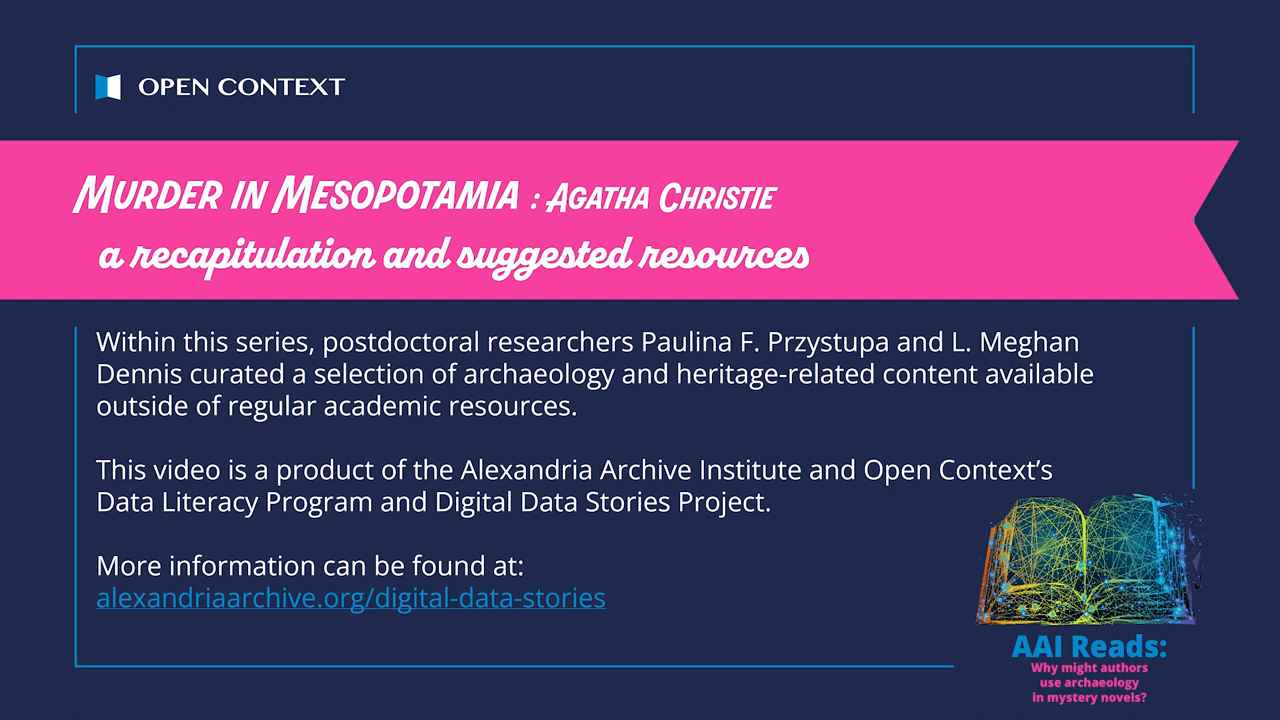 OPEN CONTEXT
MURDER IN MESOPOTAMIA : AGATHA CHRISTIE
a recapitulation and suggested resources
Within this series, postdoctoral researchers Paulina F. Przystupa and L. Meghan
Dennis curated a selection of archaeology and heritage-related content available
outside of regular academic resources.
This video is a product of the Alexandria Archive Institute and Open Context’s
Data Literacy Program and Digital Data Stories Project.
More information can be found at:
alexandriaarchive.org/digital-data-stories
AAI Reads:
Why might authors
use archaeology
in mystery novels?